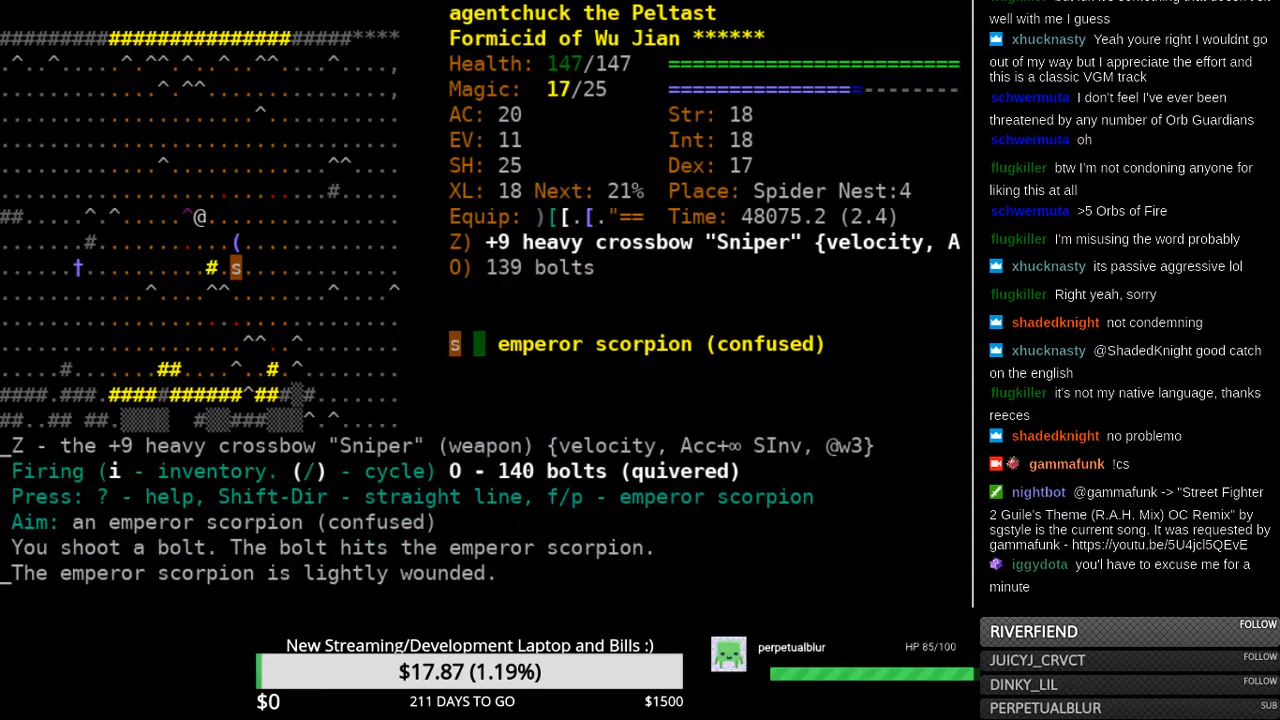 agentchuck the Peltast
Formicid of Wu Jian ******
Health: 147/147
Magic: 17/25
AC: 20 Str: 18
EV: 11 Int: 18
SH: 25 Dex: 17
XL: 18 Next: 21% Place: Spider Nest:4
Equip: )[[.[."== Time: 48075.2 (2.4)
Z) +9 heavy crossbow "Sniper" {velocity, A
O) 139 bolts
s emperor scorpion (confused)
_Z - the +9 heavy crossbow "Sniper" (weapon) {velocity, Acc+∞ SInv, @w3}
Firing (i - inventory. (/) - cycle) O - 140 bolts (quivered)
Press: ? - help, Shift-Dir - straight line, f/p - emperor scorpion
Aim: an emperor scorpion (confused)
You shoot a bolt. The bolt hits the emperor scorpion.
_The emperor scorpion is lightly wounded.
New Streaming/Development Laptop and Bills :)
$17.87 (1.19%)
$0 211 DAYS TO GO $1500
perpetualblur HP 85/100
well with me I guess
xhucknasty Yeah youre right I wouldnt go
out of my way but I appreciate the effort and
this is a classic VGM track
schwermuta I don't feel I've ever been
threatened by any number of Orb Guardians
schwermuta oh
flugkiller btw I'm not condoning anyone for
liking this at all
schwermuta >5 Orbs of Fire
flugkiller I'm misusing the word probably
xhucknasty its passive aggressive lol
flugkiller Right yeah, sorry
shadedknight not condemning
xhucknasty @ShadedKnight good catch
on the english
flugkiller it's not my native language, thanks
reeces
shadedknight no problemo
gammafunk !cs
nightbot @gammafunk -> "Street Fighter
2 Guile's Theme (R.A.H. Mix) OC Remix" by
sgstyle is the current song. It was requested by
gammafunk - https://youtu.be/5U4jcl5QEvE
iggydota you'l have to excuse me for a
minute
RIVERFIEND FOLLOW
JUICYJ_CRVCT FOLLOW
DINKY_LIL FOLLOW
PERPETUALBLUR SUB